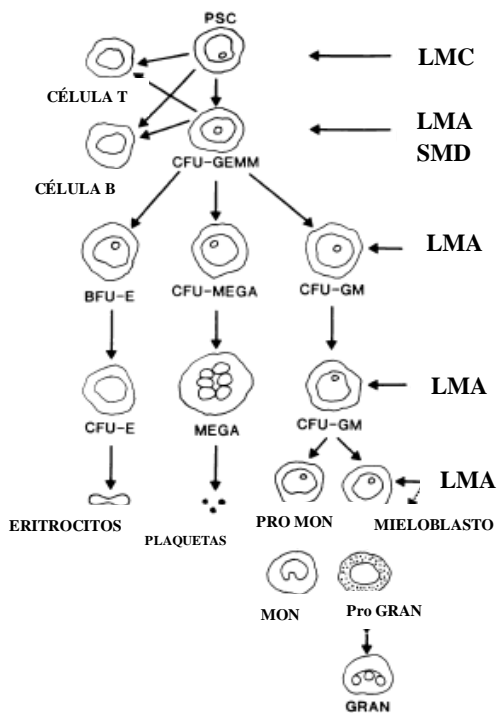 PSC
LMC
CÉLULA T
LMA
SMD
CFU-GEMM
CÉLULA B
LMA
BFU-E
CFU-MEGA
CFU-GM
LMA
CFU-E
MEGA
CFU-GM
LMA
ERITROCITOS
PLAQUETAS
PRO MON
MIELOBLASTO
MON
Pro GRAN
GRAN